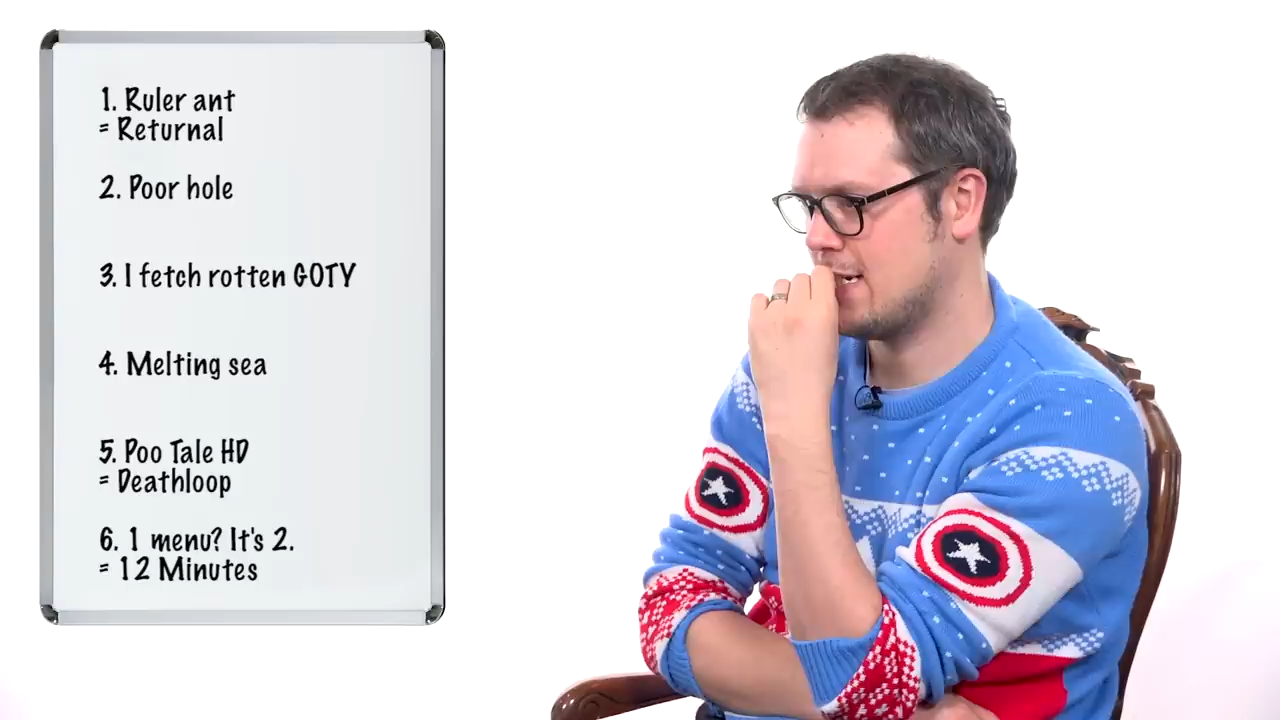 1. Ruler ant
= Returnal
2. Poor hole
3. I fetch rotten GOTY
4. Melting sea
5. Poo Tale HD
= Deathloop
6. 1 menu? It's 2.
= 12 Minutes